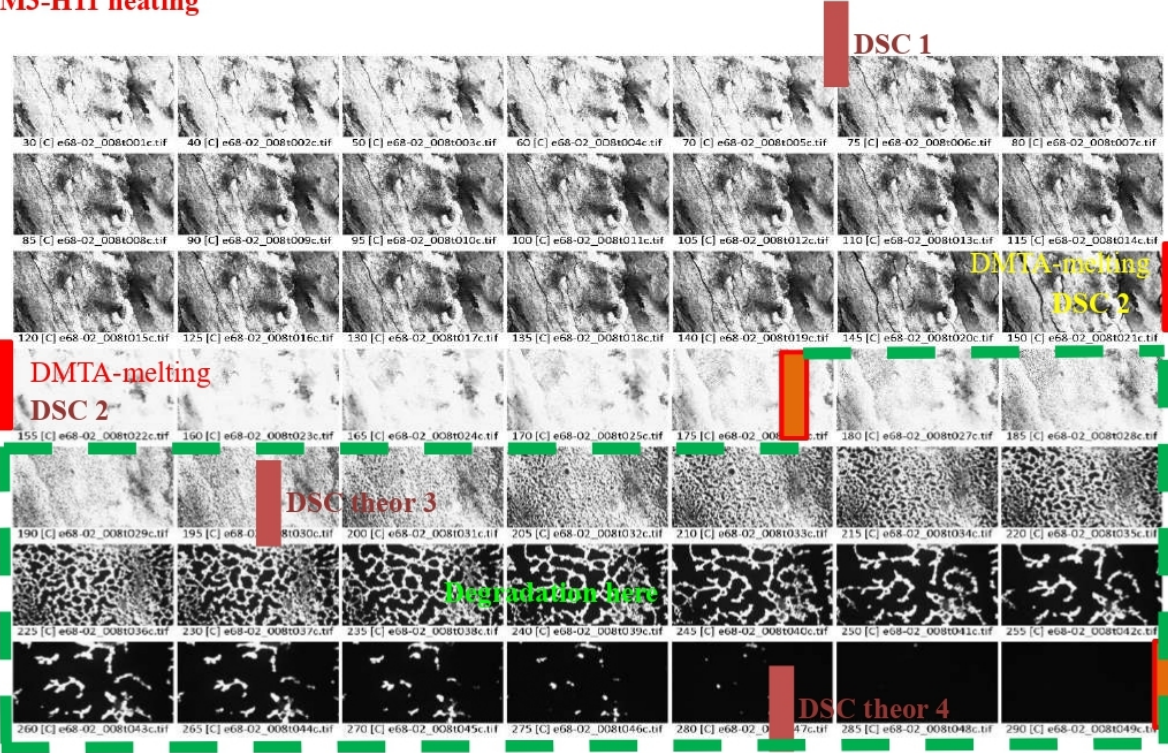 M5-H11 heating
DSC 1
30 [C] e68-02_008t001c.tif
40 [C] e68-02_008t002c.tif
50 [C] e68-02_008t003c.tif
60 [C] e68-02_008t004c.tif
70 [C] e68-02_008t005c.tif
75 [C] e68-02_008t006c.tif
80 [C] e68-02_008t007c.tif
85 [C] e68-02_008t008c.tif
90 [C] e68-02_008t009c.tif
95 [C] e68-02_008t010c.tif
100 [C] e68-02_008t011c.tif
105 [C] e68-02_008t012c.tif
110 [C] e68-02_008t013c.tif
115 [C] e68-02_008t014c.tif
DMTA-melting
DSC 2
120 [C] e68-02_008t015c.tif
125 [C] e68-02_008t016c.tif
130 [C] e68-02_008t017c.tif
135 [C] e68-02_008t018c.tif
140 [C] e68-02_008t019c.tif
145 [C] e68-02_008t020c.tif
150 [C] e68-02_008t021c.tif
DMTA-melting
DSC 2
155 [C] e68-02_008t022c.tif
160 [C] e68-02_008t023c.tif
165 [C] e68-02_008t024c.tif
170 [C] e68-02_008t025c.tif
175 [C] e68-02_008
c.tif
180 [C] e68-02_008t027c.tif
185 [C] e68-02_008t028c.tif
DSC theor 3
190 [C] e68-02_008t029c.tif
195 [C] e68-02_008t030c.tif
200 [C] e68-02_008t031c.tif
205 [C] e68-02_008t032c.tif
210 [C] e68-02_008t033c.tif
215 [C] e68-02_008t034c.tif
220 [C] e68-02_008t035c.tif
Degradation here
225 [C] e68-02_008t036c.tif
230 [C] e68-02_008t037c.tif
235 [C] e68-02_008t038c.tif
240 [C] e68-02_008t039c.tif
245 [C] e68-02_008t040c.tif
250 [C] e68-02_008t041c.tif
255 [C] e68-02_008t042c.tif
DSC theor 4
260 [C] e68-02_008t043c.tif
265 [C] e68-02_008t044c.tif
270 [C] e68-02_008t045c.tif
275 [C] e68-02_008t046c.tif
280 [C] e68-02_0
47c.tif
285 [C] e68-02_008t048c.tif
290 [C] e68-02_008t049c.tif